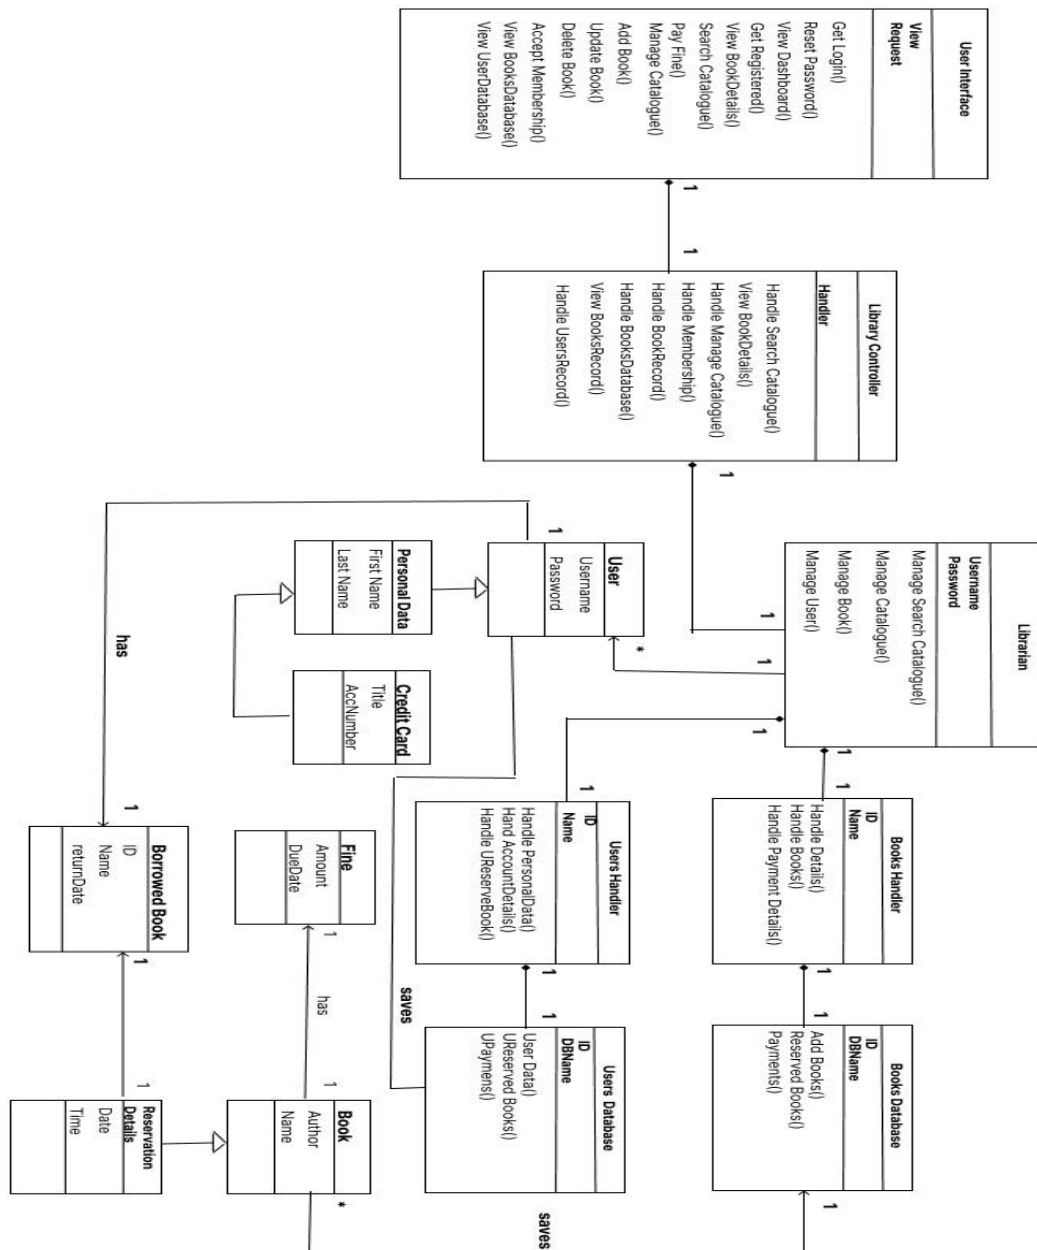 User Interface
View
Request
Get Login()
Reset Password()
View Dashboard()
Get Registered()
View BookDetails()
Search Catalogue()
Pay Fine()
Manage Catalogue()
Add Book()
Update Book()
Delete Book()
Accept Membership()
View BooksDatabase()
View UserDatabase()
1
1
Library Controller
Handler
Handle Search Catalogue()
View BookDetails()
Handle Manage Catalogue()
Handle Membership()
Handle BookRecord()
Handle BooksDatabase()
View BooksRecord()
Handle UsersRecord()
1
1
Librarian
Username
Password
Manage Search Catalogue()
Manage Catalogue()
Manage Book()
Manage User()
1
*
User
Username
Password
1
Personal Data
First Name
Last Name
Credit Card
Title
AccNumber
has
1
1
1
1
Books Handler
ID
Name
Handle Details()
Handle Books()
Handle Payment Details()
1
1
Books Database
ID
DBName
Add Books()
Reserved Books()
Payments()
1
Users Handler
ID
Name
Handle PersonalData()
Hand AccountDetails()
Handle UReserveBook()
1
1
Users Database
ID
DBName
User Data()
UReserved Books()
UPaymens()
saves
saves
Fine
Amount
DueDate
1
has
1
Book
Author
Name
*
1
Borrowed Book
ID
Name
returnDate
1
1
Reservation
Details
Date
Time